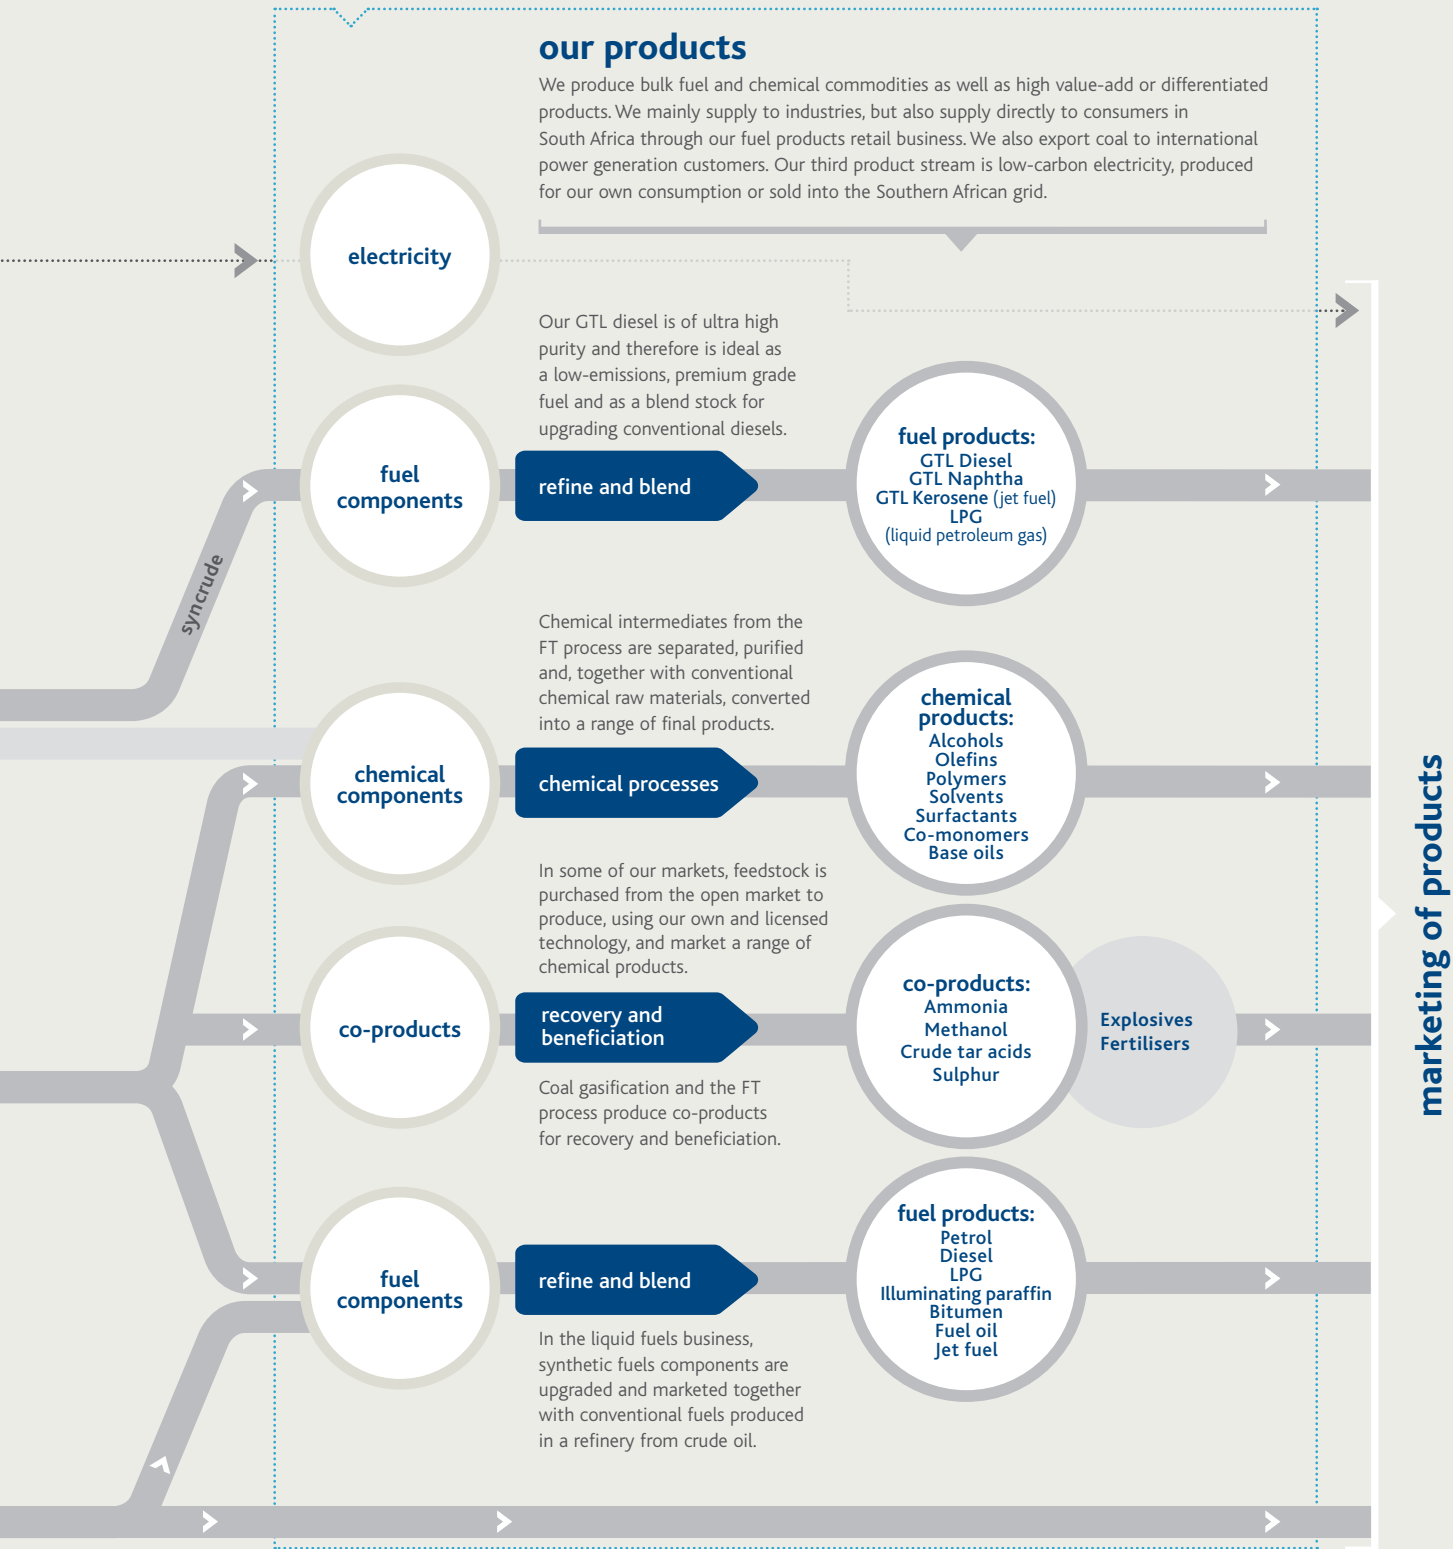 our products
We produce bulk fuel and chemical commodities as well as high value-add or differentiated
products. We mainly supply to industries, but also supply directly to consumers in
South Africa through our fuel products retail business. We also export coal to international
power generation customers. Our third product stream is low-carbon electricity, produced
for our own consumption or sold into the Southern African grid.
electricity
Our GTL diesel is of ultra high
purity and therefore is ideal as
a low-emissions, premium grade
fuel and as a blend stock for
upgrading conventional diesels.
fuel
components
refine and blend
fuel products:
GTL Diesel
GTL Naphtha
GTL Kerosene (jet fuel)
LPG
(liquid petroleum gas)
syncrude
Chemical intermediates from the
FT process are separated, purified
and, together with conventional
chemical raw materials, converted
into a range of final products.
chemical
components
chemical processes
chemical
products:
Alcohols
Olefins
Polymers
Solvents
Surfactants
Co-monomers
Base oils
In some of our markets, feedstock is
purchased from the open market to
produce, using our own and licensed
technology, and market a range of
chemical products.
co-products
recovery and
beneficiation
co-products:
Ammonia
Methanol
Crude tar acids
Sulphur
Explosives
Fertilisers
Coal gasification and the FT
process produce co-products
for recovery and beneficiation.
fuel
components
refine and blend
fuel products:
Petrol
Diesel
LPG
Illuminating paraffin
Bitumen
Fuel oil
Jet fuel
In the liquid fuels business,
synthetic fuels components are
upgraded and marketed together
with conventional fuels produced
in a refinery from crude oil.
marketing of products